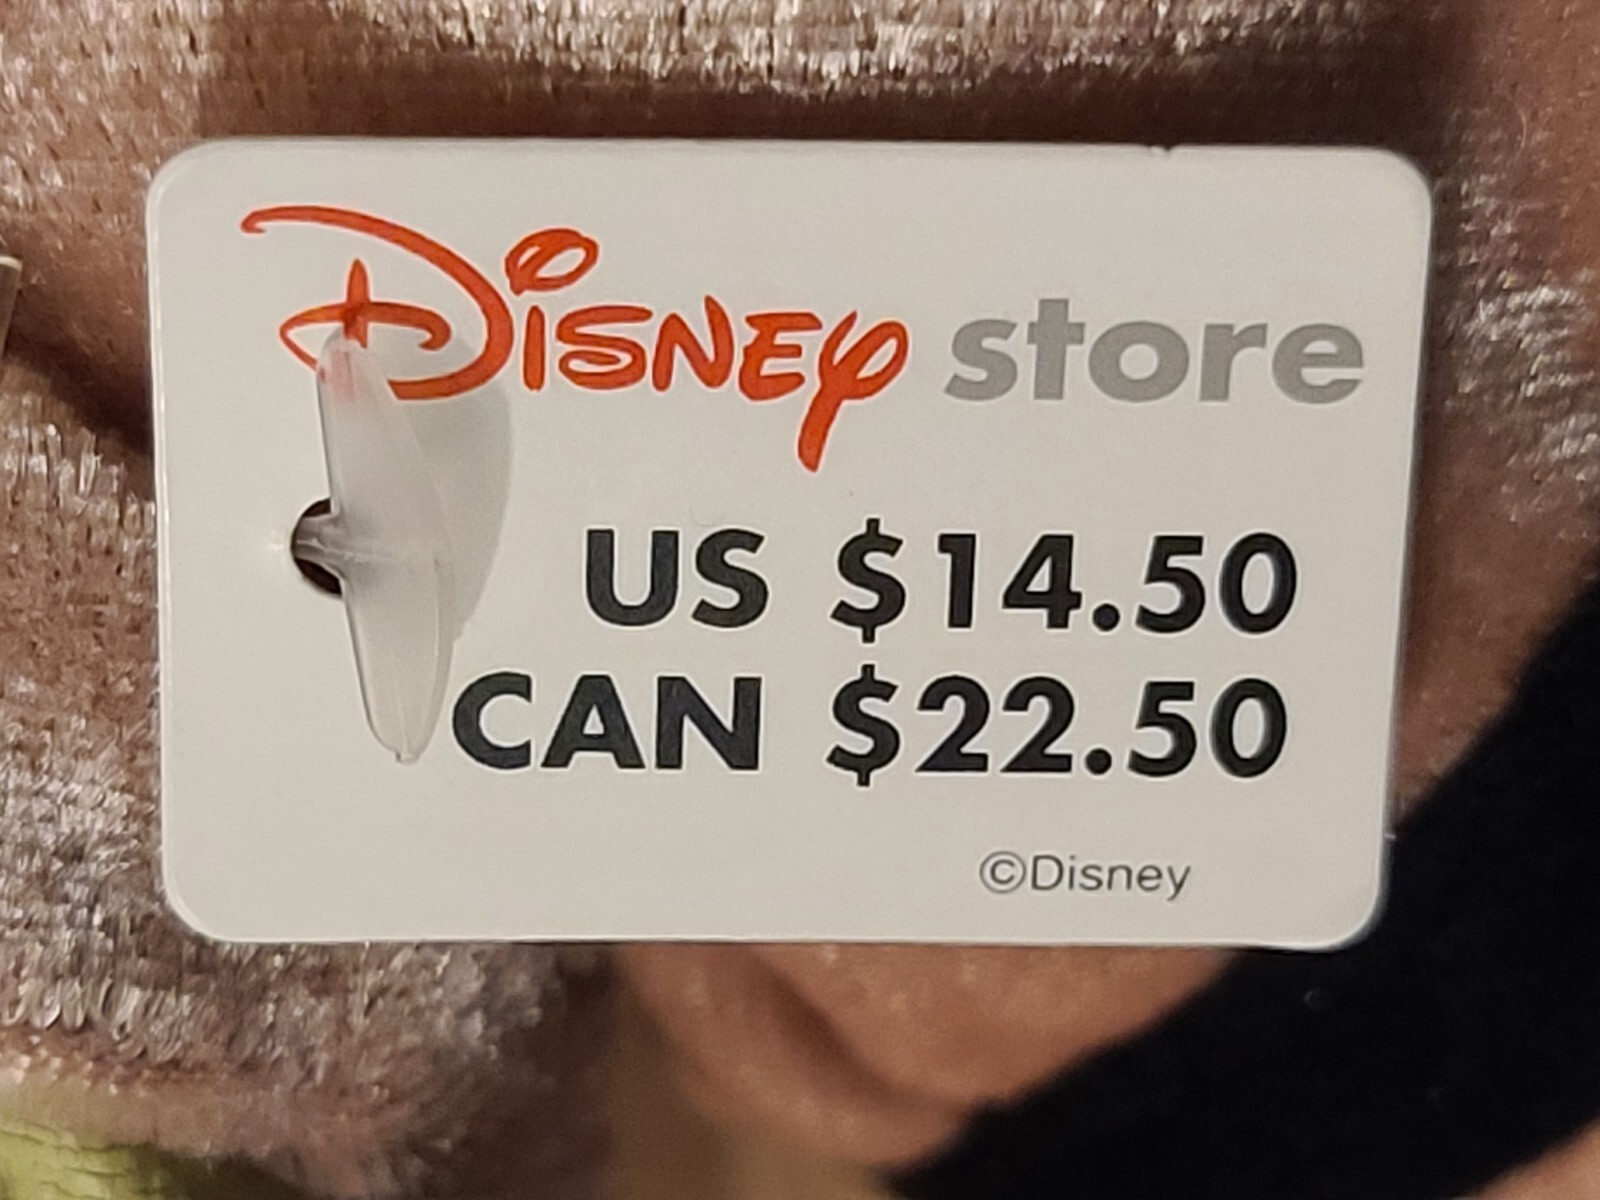 Disney store
US $14.50
CAN $22.50
©Disney